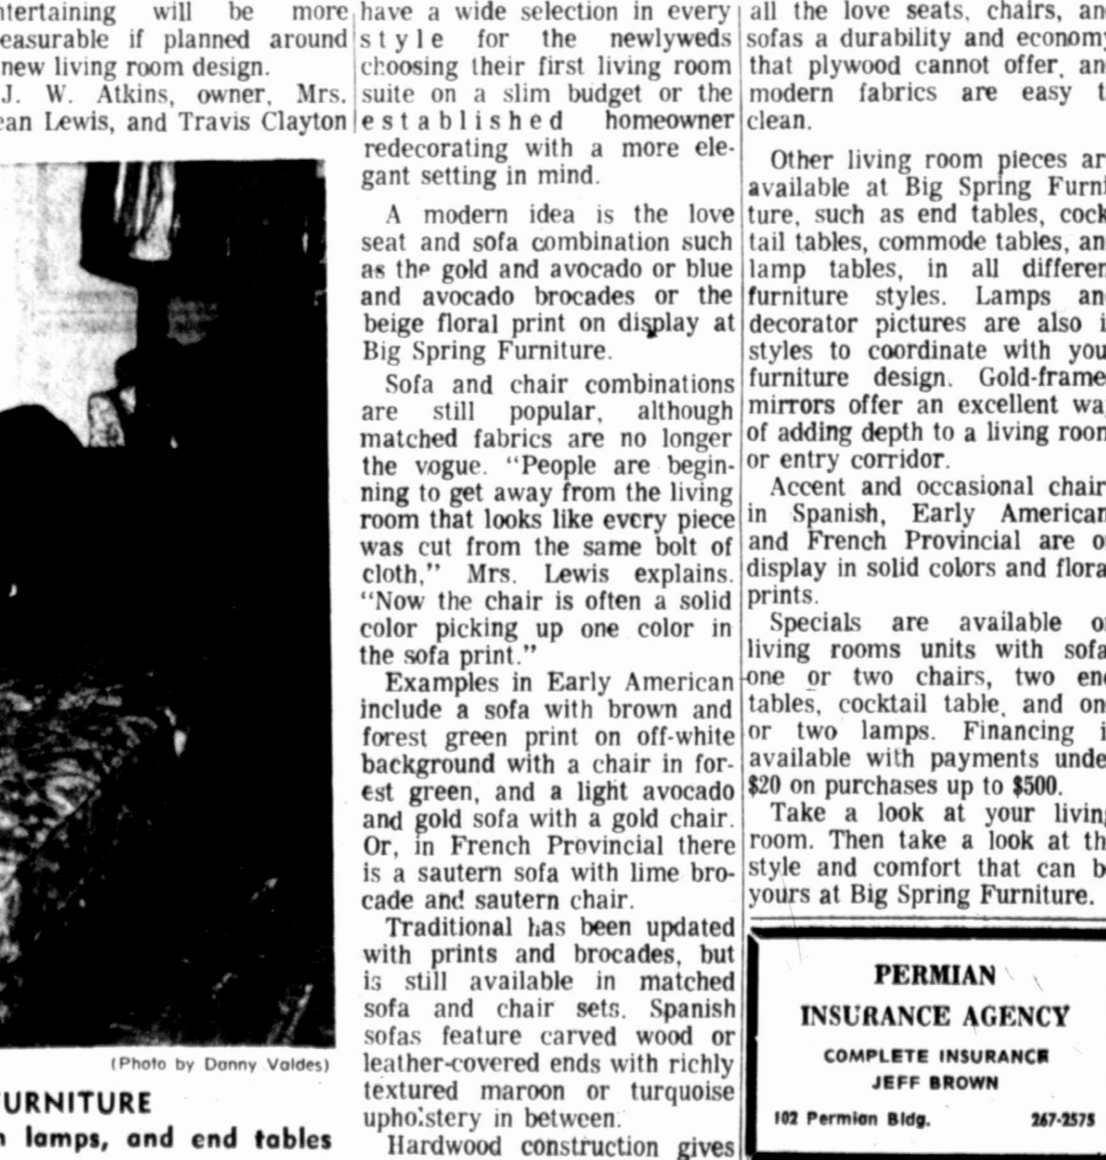 ntertaining will be more
easurable if planned around
new living room design.
J. W. Atkins, owner, Mrs.
ean Lewis, and Travis Clayton
(Photo by Danny Valdes)
URNITURE
lamps, and end tables
have a wide selection in every
style for the newlyweds
choosing their first living room
suite on a slim budget or the
established homeowner
redecorating with a more ele-
gant setting in mind.
A modern idea is the love
seat and sofa combination such
as the gold and avocado or blue
and avocado brocades or the
beige floral print on display at
Big Spring Furniture.
Sofa and chair combinations
are still popular, although
matched fabrics are no longer
the vogue. “People are begin-
ning to get away from the living
room that looks like every piece
was cut from the same bolt of
cloth,” Mrs. Lewis explains.
“Now the chair is often a solid
color picking up one color in
the sofa print.”
Examples in Early American
include a sofa with brown and
forest green print on off-white
background with a chair in for-
est green, and a light avocado
and gold sofa with a gold chair.
Or, in French Provincial there
is a sautern sofa with lime bro-
cade and sautern chair.
Traditional has been updated
with prints and brocades, but
is still available in matched
sofa and chair sets. Spanish
sofas feature carved wood or
leather-covered ends with richly
textured maroon or turquoise
upholstery in between.
Hardwood construction gives
all the love seats, chairs, an
sofas a durability and economy
that plywood cannot offer, an
modern fabrics are easy t
clean.
Other living room pieces ar
available at Big Spring Furni
ture, such as end tables, cock
tail tables, commode tables, an
lamp tables, in all differen
furniture styles. Lamps an
decorator pictures are also i
styles to coordinate with you
furniture design. Gold-frame
mirrors offer an excellent wa
of adding depth to a living room
or entry corridor.
Accent and occasional chair
in Spanish, Early American
and French Provincial are o
display in solid colors and flora
prints.
Specials are available o
living rooms units with sofa
one or two chairs, two en
tables, cocktail table, and on
or two lamps. Financing i
available with payments unde
$20 on purchases up to $500.
Take a look at your living
room. Then take a look at th
style and comfort that can b
yours at Big Spring Furniture.
PERMIAN
INSURANCE AGENCY
COMPLETE INSURANCE
JEFF BROWN
102 Permian Bldg. 267-2575